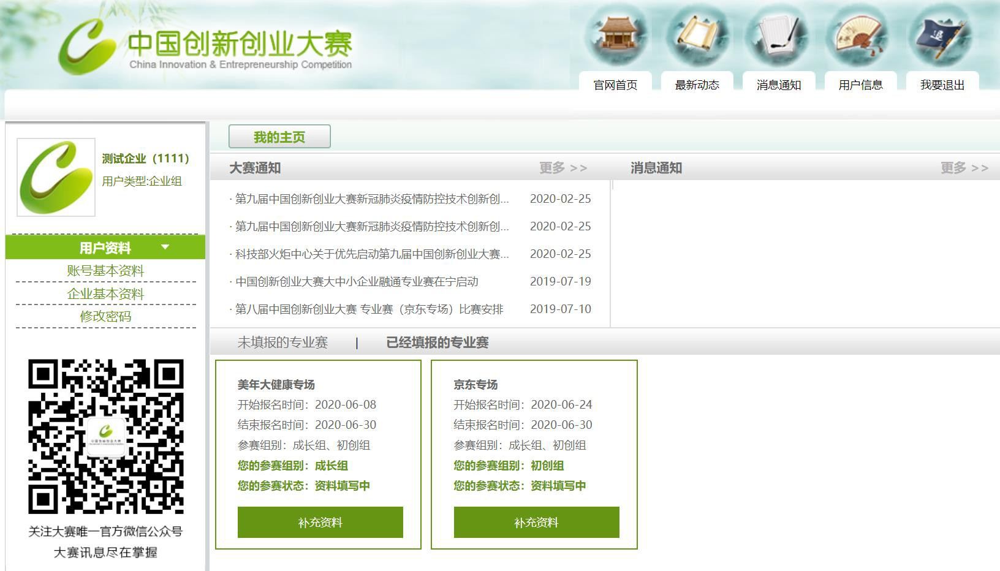 中国创新创业大赛
China Innovation & Entrepreneurship Competition
官网首页
最新动态
消息通知
用户信息
我要退出
退
测试企业（1111）
用户类型:企业组
用户资料
账号基本资料
企业基本资料
修改密码
关注大赛唯一官方微信公众号
大赛讯息尽在掌握
我的主页
大赛通知 更多 >>
· 第九届中国创新创业大赛新冠肺炎疫情防控技术创新创... 2020-02-25
· 第九届中国创新创业大赛新冠肺炎疫情防控技术创新创... 2020-02-25
· 科技部火炬中心关于优先启动第九届中国创新创业大赛... 2020-02-25
· 中国创新创业大赛大中小企业融通专业赛在宁启动 2019-07-19
· 第八届中国创新创业大赛 专业赛（京东专场）比赛安排 2019-07-10
消息通知 更多 >>
未填报的专业赛 | 已经填报的专业赛
美年大健康专场
开始报名时间：2020-06-08
结束报名时间：2020-06-30
参赛组别：成长组、初创组
您的参赛组别：成长组
您的参赛状态：资料填写中
补充资料
京东专场
开始报名时间：2020-06-24
结束报名时间：2020-06-30
参赛组别：成长组、初创组
您的参赛组别：初创组
您的参赛状态：资料填写中
补充资料